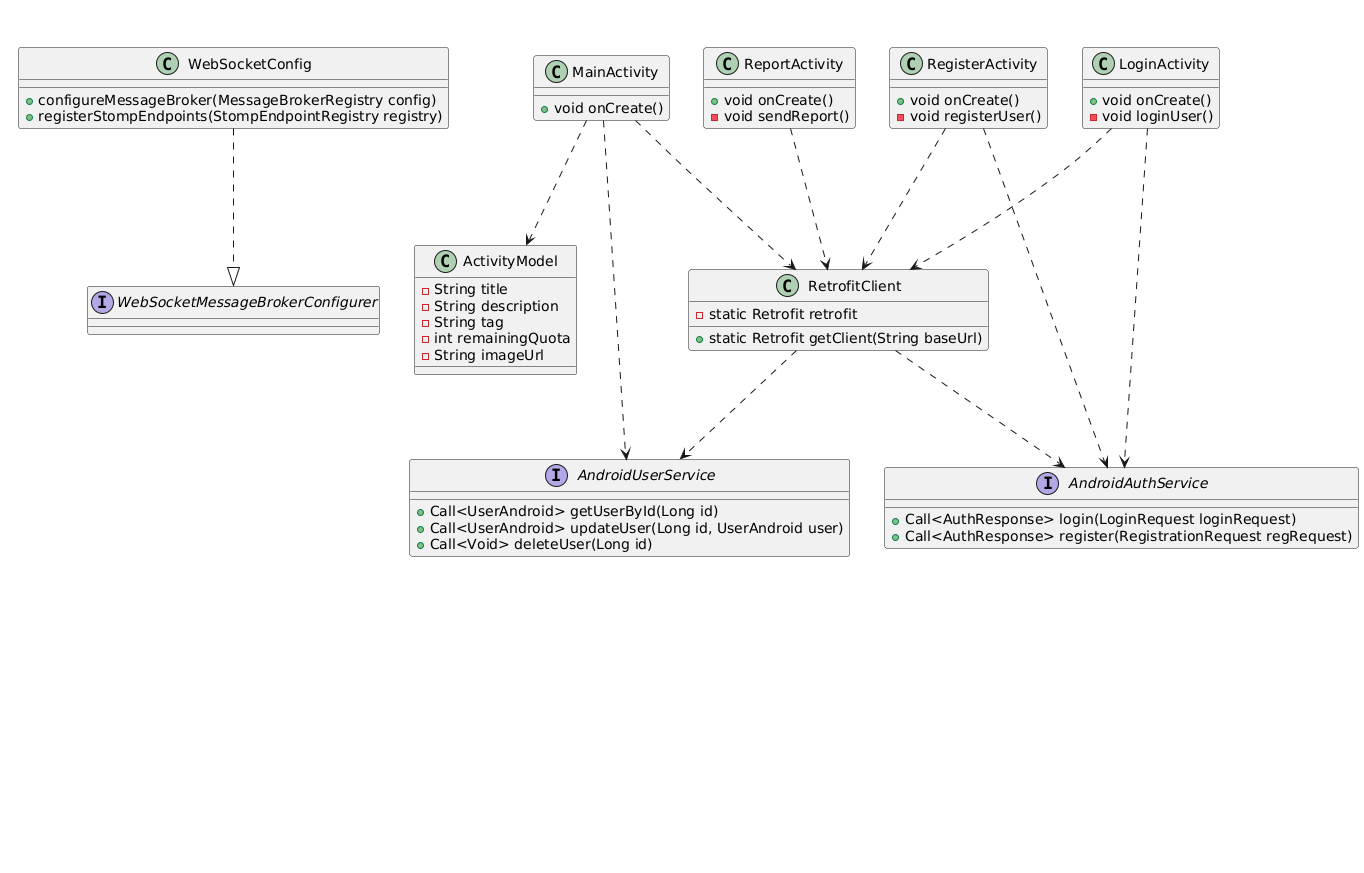 C WebSocketConfig
configureMessageBroker(MessageBrokerRegistry config)
registerStompEndpoints(StompEndpointRegistry registry)
C MainActivity
void onCreate()
C ReportActivity
void onCreate()
void sendReport()
C RegisterActivity
void onCreate()
void registerUser()
C LoginActivity
void onCreate()
void loginUser()
I WebSocketMessageBrokerConfigurer
C ActivityModel
String title
String description
String tag
int remainingQuota
String imageUrl
C RetrofitClient
static Retrofit retrofit
static Retrofit getClient(String baseUrl)
I AndroidUserService
Call<UserAndroid> getUserById(Long id)
Call<UserAndroid> updateUser(Long id, UserAndroid user)
Call<Void> deleteUser(Long id)
I AndroidAuthService
Call<AuthResponse> login(LoginRequest loginRequest)
Call<AuthResponse> register(RegistrationRequest regRequest)